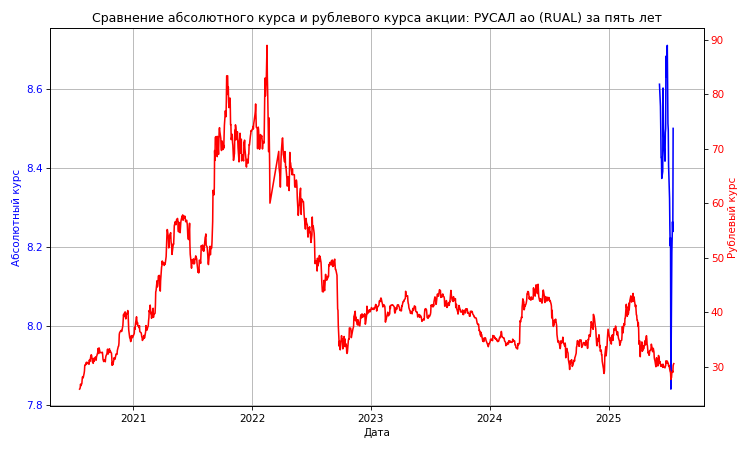 Сравнение абсолютного курса и рублевого курса акции: РУСАЛ ао (RUAL) за пять лет
Абсолютный курс
8.6
8.4
8.2
8.0
7.8
90
80
70
60
50
40
30
Рублевый курс
2021 2022 2023 2024 2025
Дата